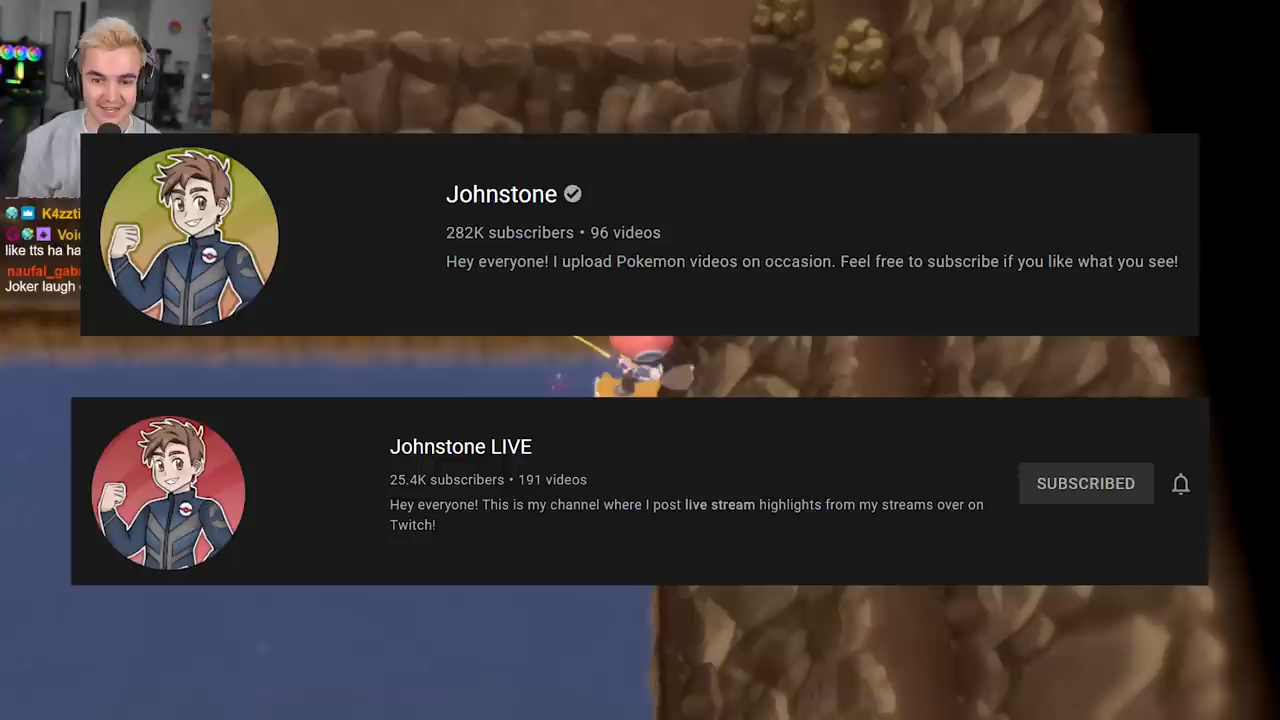 Johnstone
282K subscribers • 96 videos
Hey everyone! I upload Pokemon videos on occasion. Feel free to subscribe if you like what you see!
K4zzti
Voi
like tts ha ha
naufal_gab
Joker laugh
Johnstone LIVE
25.4K subscribers • 191 videos
Hey everyone! This is my channel where I post live stream highlights from my streams over on
Twitch!
SUBSCRIBED